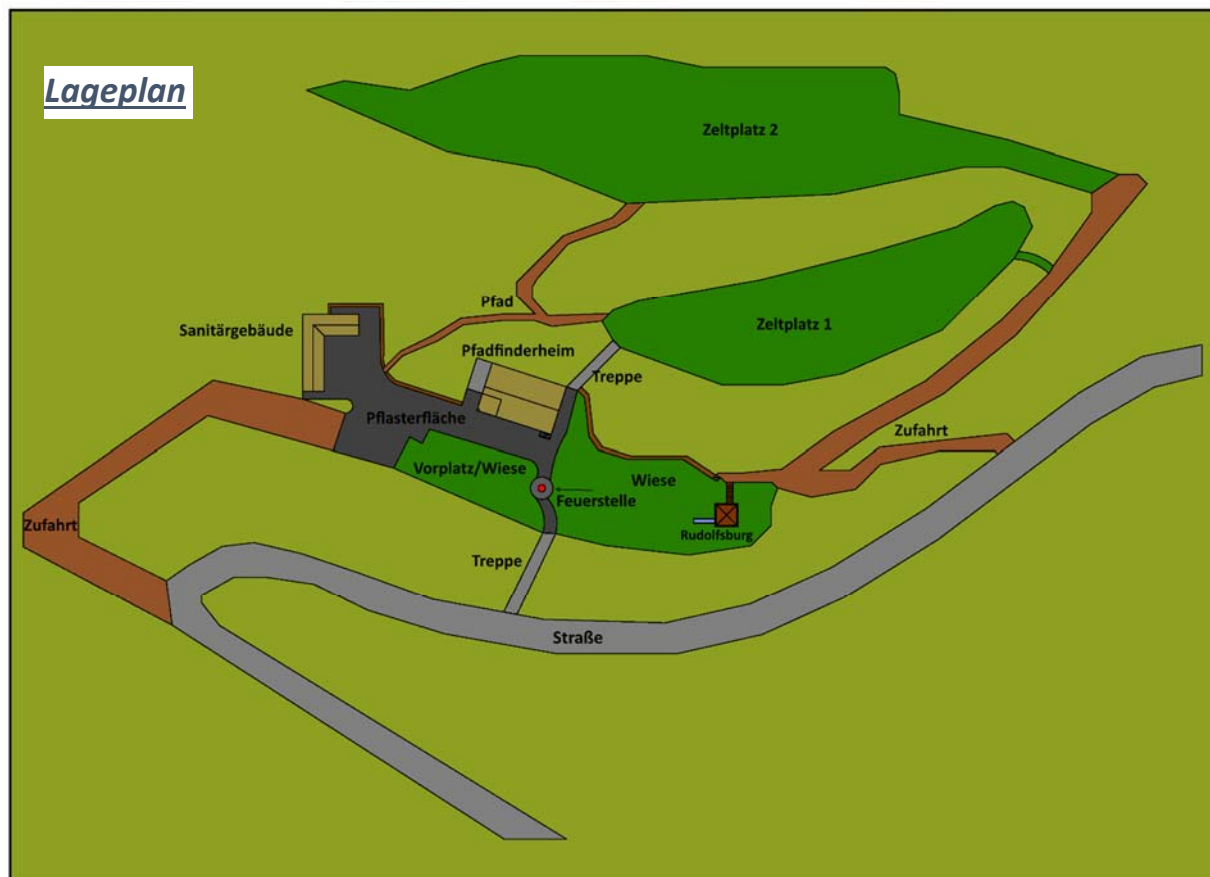 Lageplan
Zeltplatz 2
Pfad
Sanitärgebäude
Zeltplatz 1
Pfadfinderheim
Treppe
Pflasterfläche
Zufahrt
Vorplatz/Wiese
Wiese
Feuerstelle
Zufahrt
Rudolfsburg
Treppe
Straße